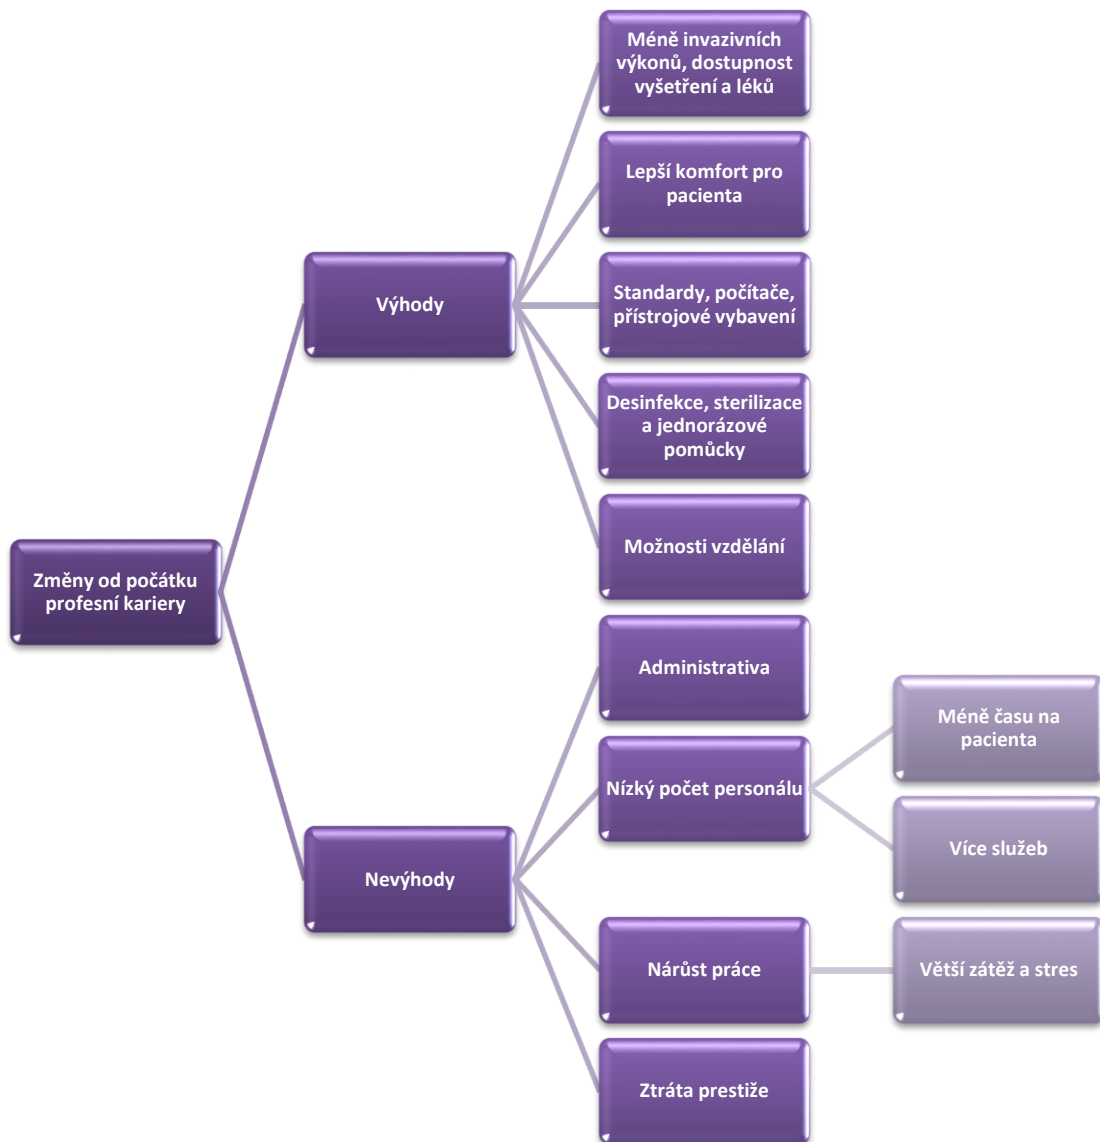 Změny od počátku
profesní kariery
Výhody
Méně invazivních
výkonů, dostupnost
vyšetření a léků
Lepší komfort pro
pacienta
Standardy, počítače,
přístrojové vybavení
Desinfekce, sterilizace
a jednorázové
pomůcky
Možnosti vzdělání
Nevýhody
Administrativa
Nízký počet personálu
Méně času na
pacienta
Více služeb
Nárůst práce
Větší zátěž a stres
Ztráta prestiže